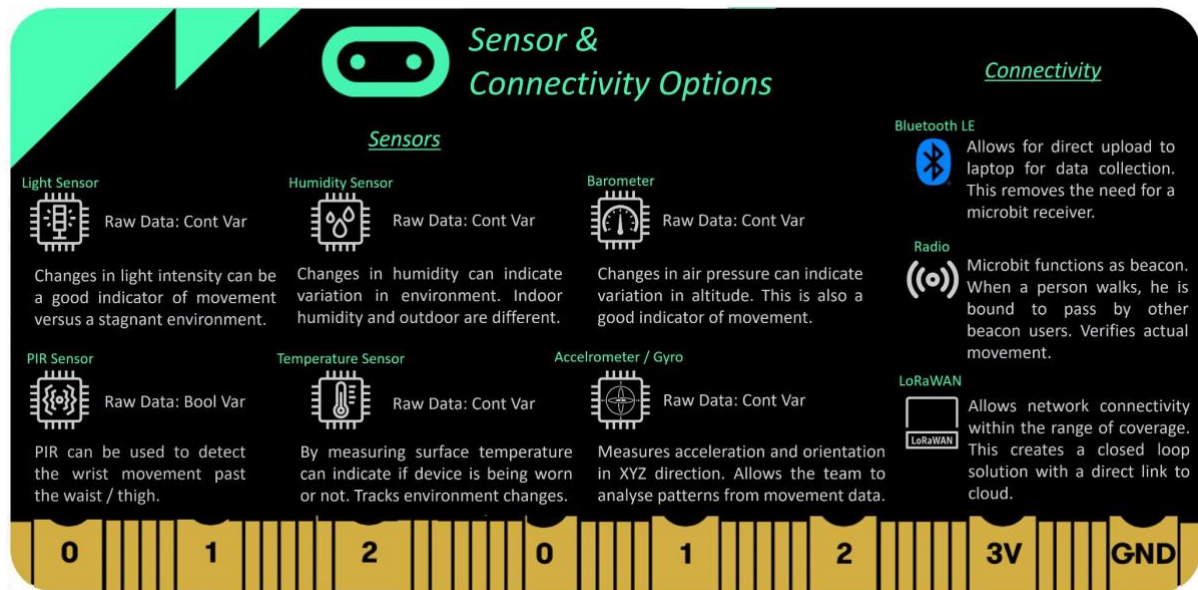 Sensor &
Connectivity Options
Sensors
Light Sensor
Raw Data: Cont Var
Changes in light intensity can be
a good indicator of movement
versus a stagnant environment.
Humidity Sensor
Raw Data: Cont Var
Changes in humidity can indicate
variation in environment. Indoor
humidity and outdoor are different.
Barometer
Raw Data: Cont Var
Changes in air pressure can indicate
variation in altitude. This is also a
good indicator of movement.
PIR Sensor
Raw Data: Bool Var
PIR can be used to detect
the wrist movement past
the waist / thigh.
Temperature Sensor
Raw Data: Cont Var
By measuring surface temperature
can indicate if device is being worn
or not. Tracks environment changes.
Accelrometer / Gyro
Raw Data: Cont Var
Measures acceleration and orientation
in XYZ direction. Allows the team to
analyse patterns from movement data.
Connectivity
Bluetooth LE
Allows for direct upload to
laptop for data collection.
This removes the need for a
microbit receiver.
Radio
Microbit functions as beacon.
When a person walks, he is
bound to pass by other
beacon users. Verifies actual
movement.
LoRaWAN
LoRaWAN
Allows network connectivity
within the range of coverage.
This creates a closed loop
solution with a direct link to
cloud.
0 1 2 0 1 2 3V GND